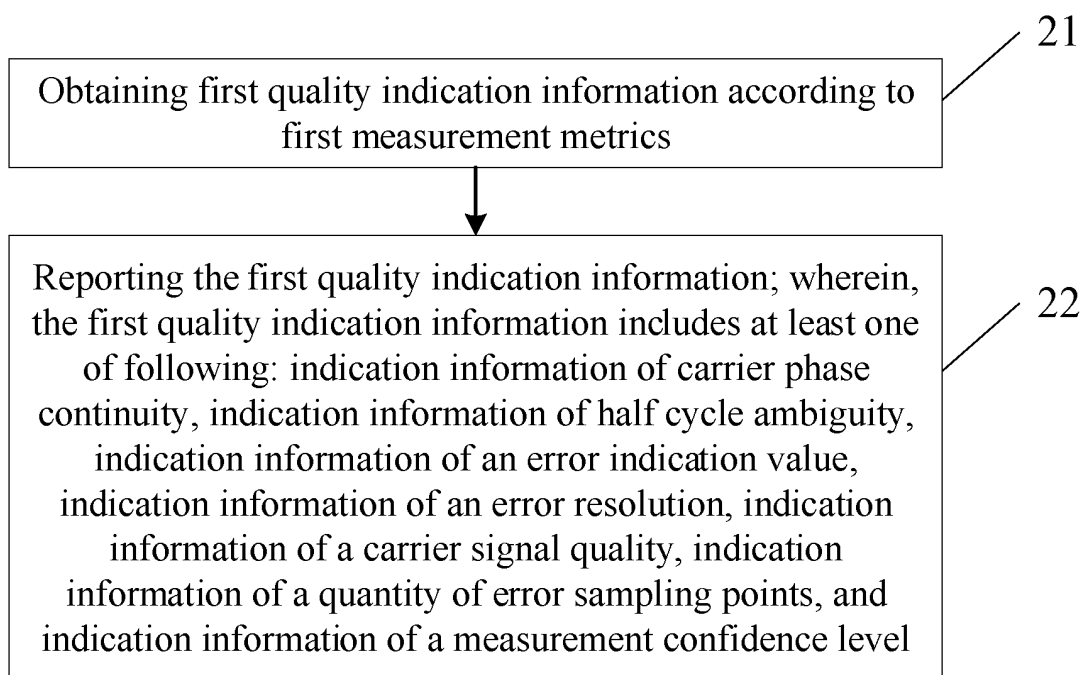 21
Obtaining first quality indication information according to
first measurement metrics
Reporting the first quality indication information; wherein,
the first quality indication information includes at least one
of following: indication information of carrier phase
continuity, indication information of half cycle ambiguity,
indication information of an error indication value,
indication information of an error resolution, indication
information of a carrier signal quality, indication
information of a quantity of error sampling points, and
indication information of a measurement confidence level
22